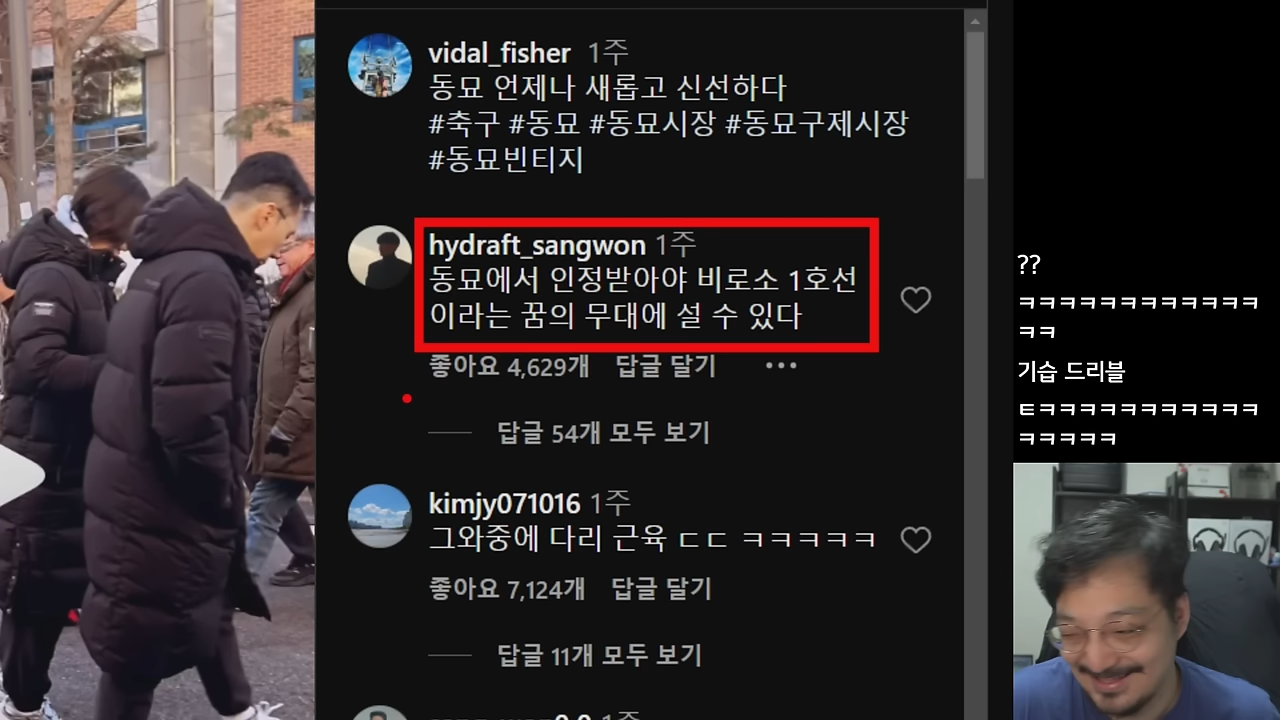 vidal_fisher 1주
동묘 언제나 새롭고 신선하다
#축구 #동묘 #동묘시장 #동묘구제시장
#동묘빈티지
hydraft_sangwon 1주
동묘에서 인정받아야 비로소 1호선
이라는 꿈의 무대에 설 수 있다
좋아요 4,629개 답글 달기
답글 54개 모두 보기
kimjy071016 1주
그와중에 다리 근육 ㄷㄷ ㅋㅋㅋㅋㅋ
좋아요 7,124개 답글 달기
답글 11개 모두 보기
??
ㅋㅋㅋㅋㅋㅋㅋㅋㅋㅋㅋㅋ
ㅋㅋ
기습 드리블
ㅌㅋㅋㅋㅋㅋㅋㅋㅋㅋㅋㅋ
ㅋㅋㅋㅋㅋ